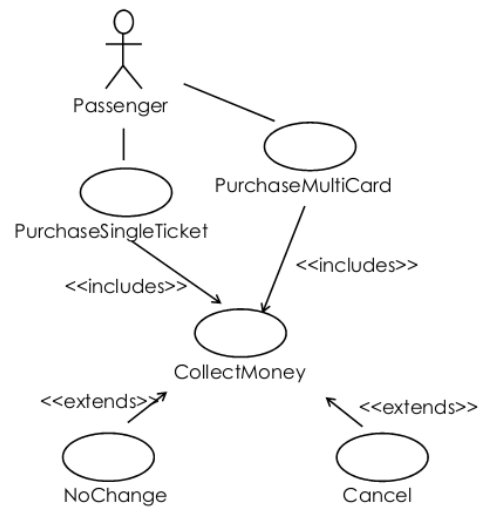 Passenger
PurchaseMultiCard
PurchaseSingleTicket
<<includes>>
<<includes>>
CollectMoney
<<extends>>
<<extends>>
NoChange
Cancel